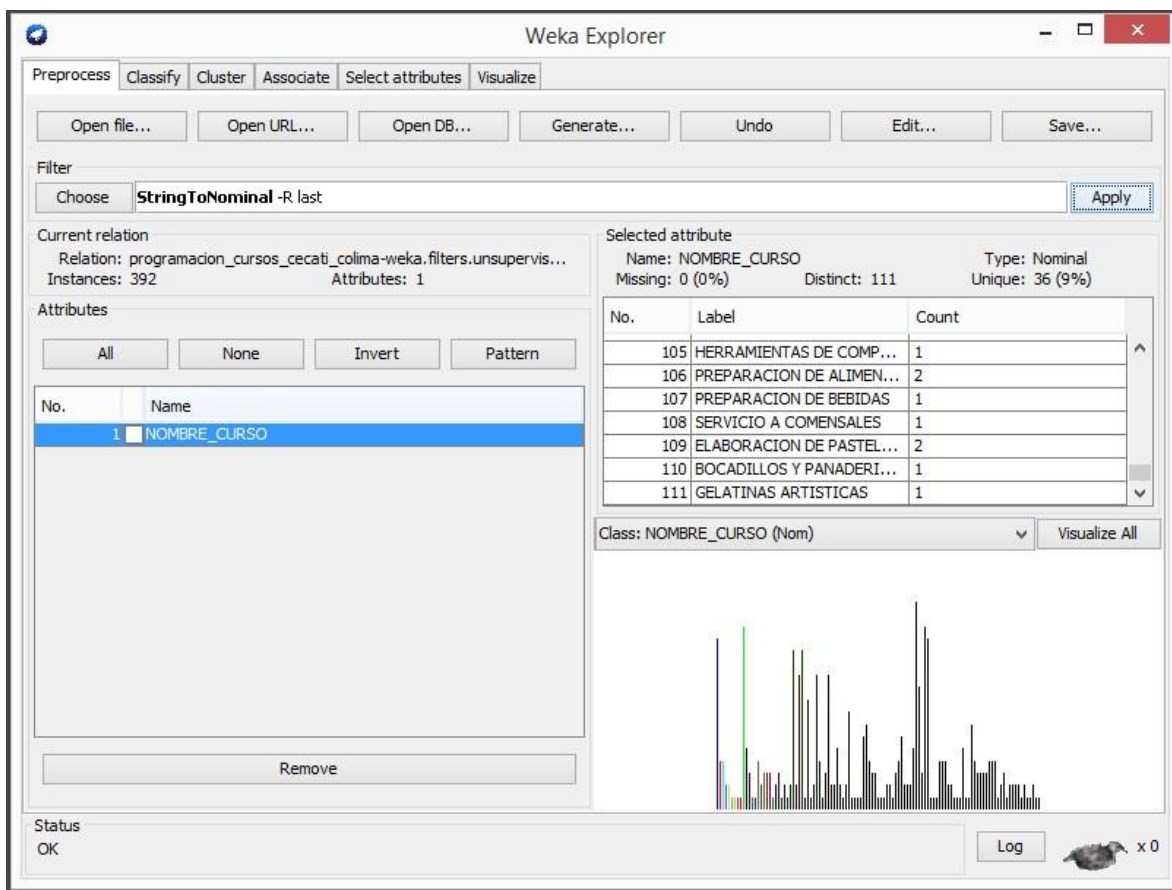 Weka Explorer
Preprocess Classify Cluster Associate Select attributes Visualize
Open file... Open URL... Open DB... Generate... Undo Edit... Save...
Filter
Choose StringToNominal -R last Apply
Current relation
Relation: programacion_cursos_cecati_colima-weka.filters.unsupervis...
Instances: 392 Attributes: 1
Attributes
All None Invert Pattern
No. Name
1 NOMBRE_CURSO
Remove
Selected attribute
Name: NOMBRE_CURSO Type: Nominal
Missing: 0 (0%) Distinct: 111 Unique: 36 (9%)
No. Label Count
105 HERRAMIENTAS DE COMP... 1
106 PREPARACION DE ALIMEN... 2
107 PREPARACION DE BEBIDAS 1
108 SERVICIO A COMENSALES 1
109 ELABORACION DE PASTEL... 2
110 BOCADILLOS Y PANADERI... 1
111 GELATINAS ARTISTICAS 1
Class: NOMBRE_CURSO (Nom) Visualize All
Status
OK Log x 0